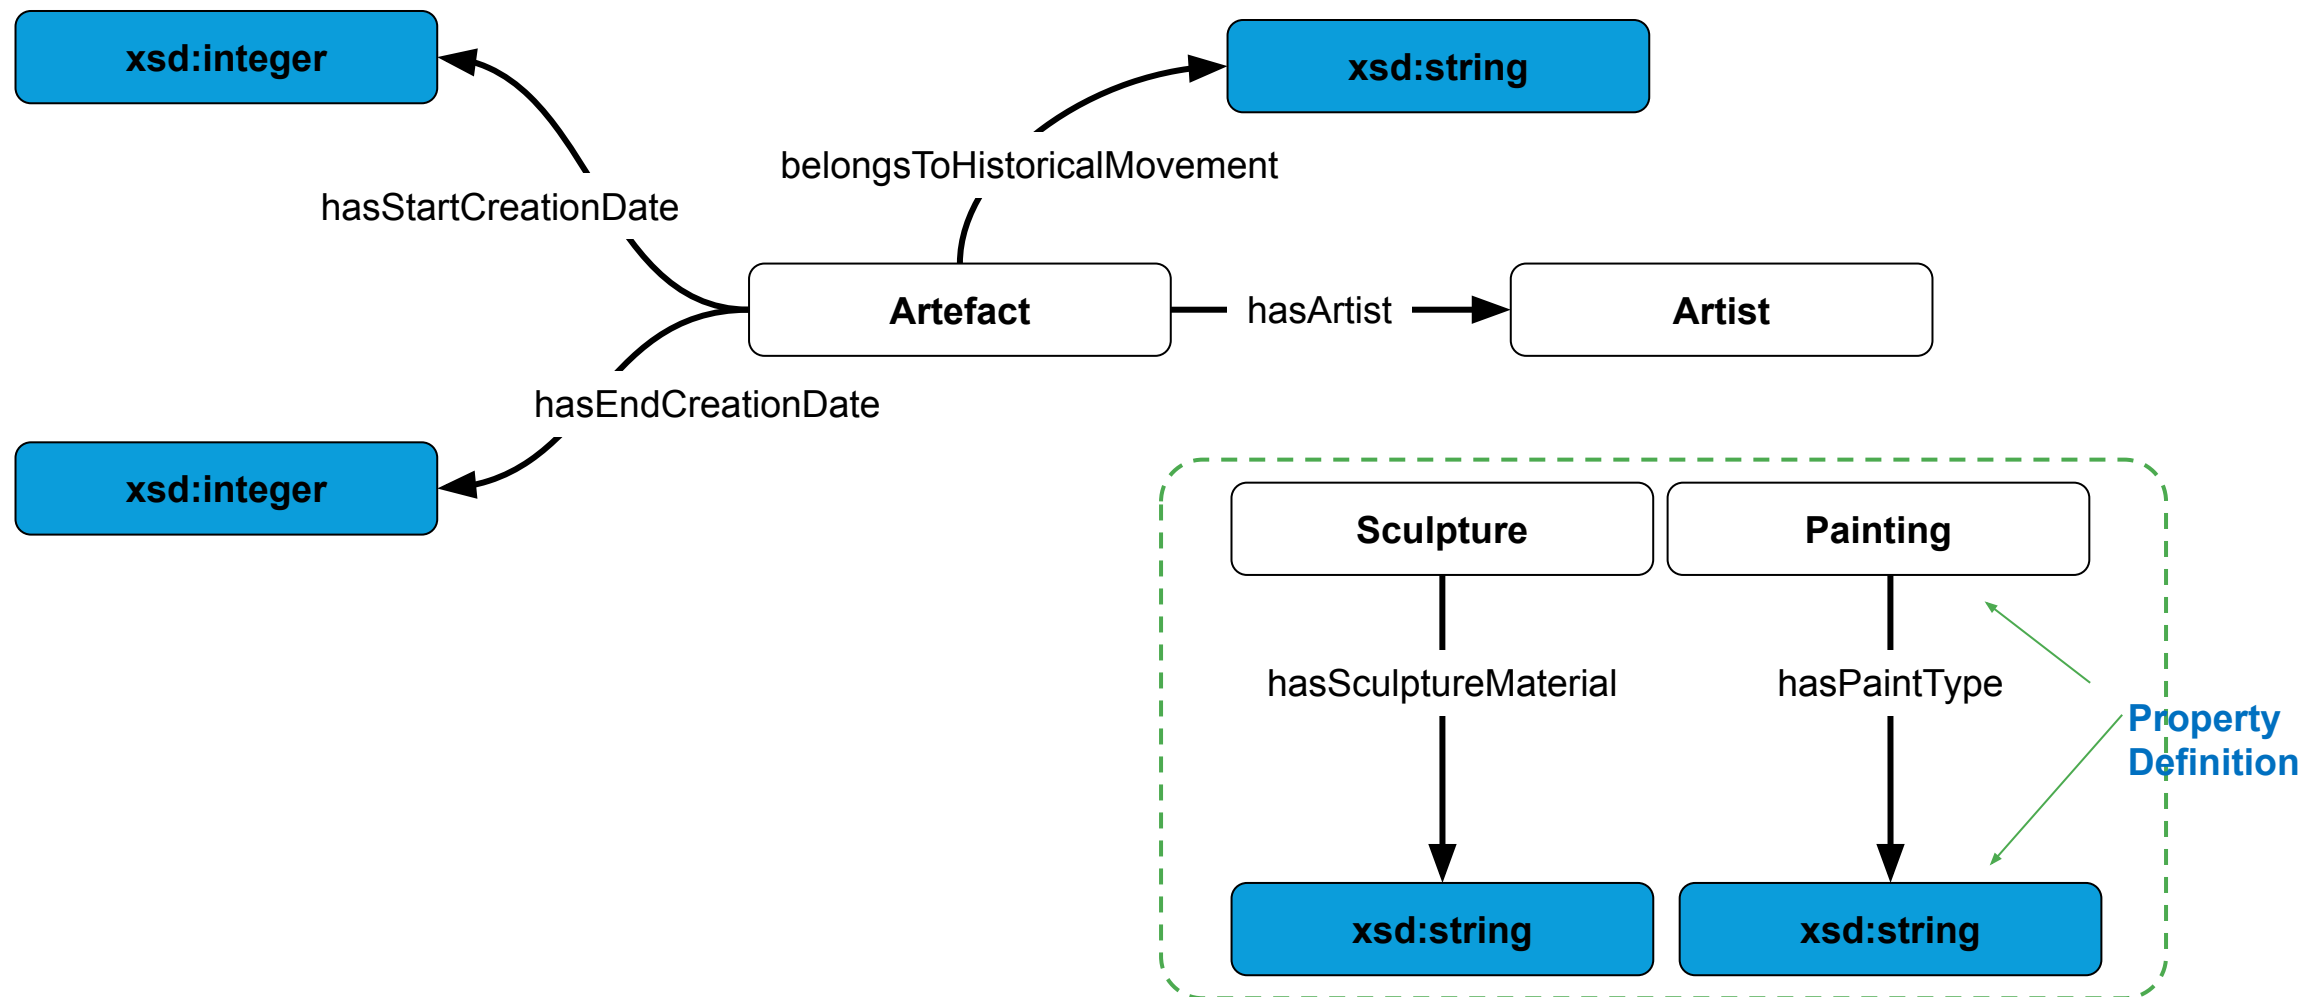 xsd:integer
xsd:string
belongsToHistoricalMovement
hasStartCreationDate
Artefact
hasArtist
Artist
hasEndCreationDate
xsd:integer
Sculpture
Painting
hasSculptureMaterial
hasPaintType
Property
Definition
xsd:string
xsd:string